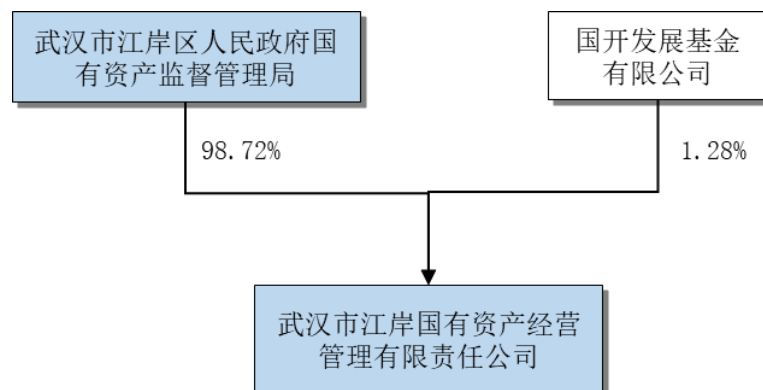 武汉市江岸区人民政府国
有资产监督管理局
国开发展基金
有限公司
98.72%
1.28%
武汉市江岸国有资产经营
管理有限责任公司